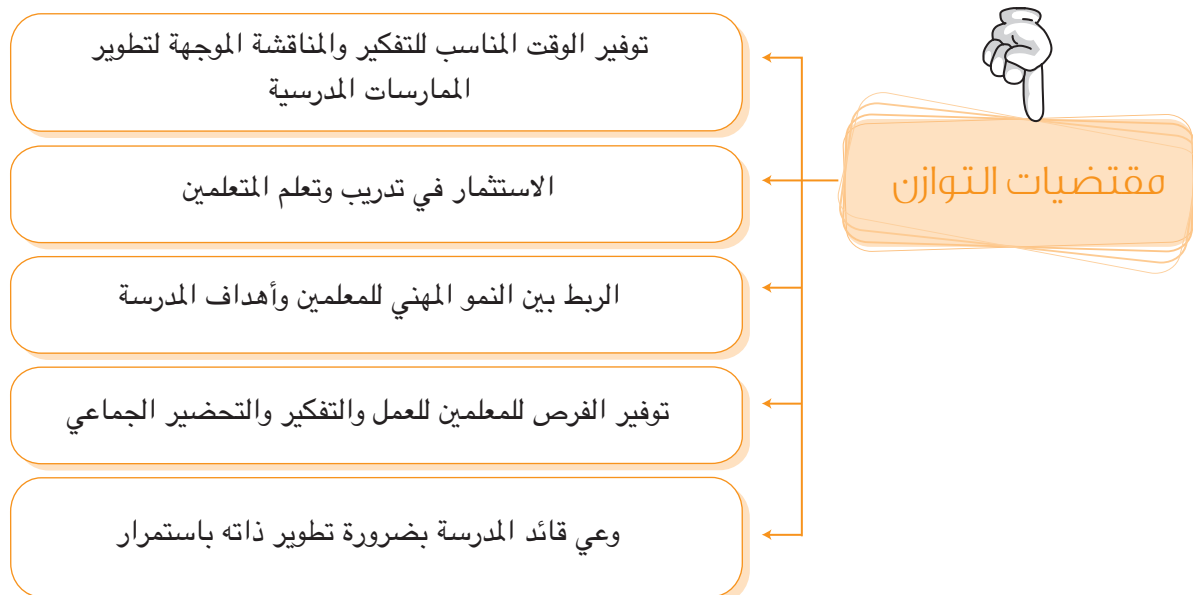 مقتضيات التوازن
توفير الوقت المناسب للتفكير والمناقشة الموجهة لتطوير
الممارسات المدرسية
الاستثمار في تدريب وتعلم المتعلمين
الربط بين النمو المهني للمعلمين وأهداف المدرسة
توفير الفرص للمعلمين للعمل والتفكير والتحضير الجماعي
وعي قائد المدرسة بضرورة تطوير ذاته باستمرار